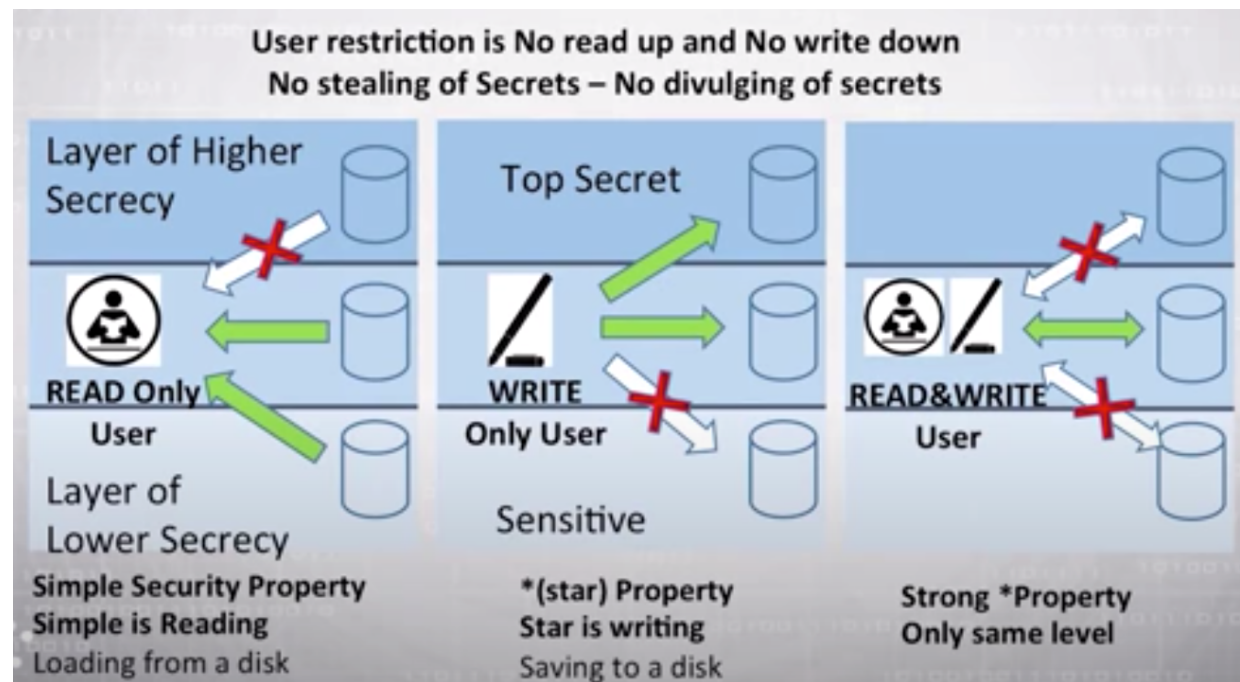 User restriction is No read up and No write down
No stealing of Secrets – No divulging of secrets
Layer of Higher
Secrecy
READ Only
User
Layer of
Lower Secrecy
Simple Security Property
Simple is Reading
Loading from a disk
Top Secret
WRITE
Only User
Sensitive
*(star) Property
Star is writing
Saving to a disk
READ&WRITE
User
Strong *Property
Only same level